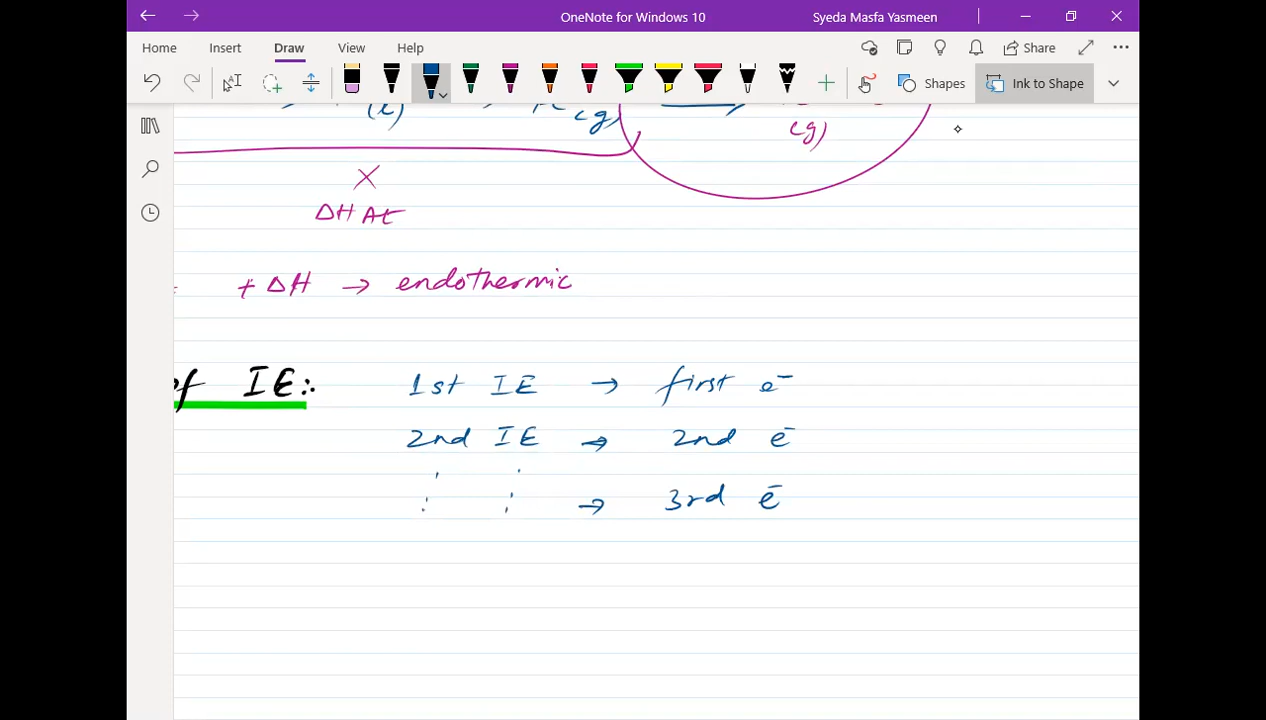 OneNote for Windows 10
Syeda Masfa Yasmeen
Home Insert Draw View Help
Share
Shapes
Ink to Shape
(l) (g)
(g)
X
ΔH At
+ ΔH → endothermic
of IE:
1st IE → first e⁻
2nd IE → 2nd e⁻
: : → 3rd e⁻